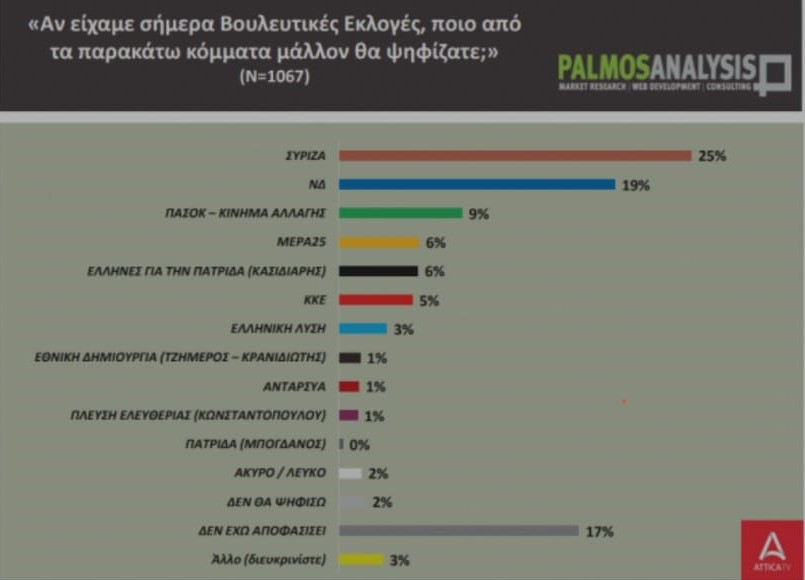 «Αν είχαμε σήμερα Βουλευτικές Εκλογές, ποιο από
τα παρακάτω κόμματα μάλλον θα ψηφίζατε;»
(N=1067)
PALMOSANALYSIS
MARKET RESEARCH | WEB DEVELOPMENT | CONSULTING
ΣΥΡΙΖΑ 25%
ΝΔ 19%
ΠΑΣΟΚ – ΚΙΝΗΜΑ ΑΛΛΑΓΗΣ 9%
ΜΕΡΑ25 6%
ΕΛΛΗΝΕΣ ΓΙΑ ΤΗΝ ΠΑΤΡΙΔΑ (ΚΑΣΙΔΙΑΡΗΣ) 6%
ΚΚΕ 5%
ΕΛΛΗΝΙΚΗ ΛΥΣΗ 3%
ΕΘΝΙΚΗ ΔΗΜΙΟΥΡΓΙΑ (ΤΖΗΜΕΡΟΣ – ΚΡΑΝΙΔΙΩΤΗΣ) 1%
ΑΝΤΑΡΣΥΑ 1%
ΠΛΕΥΣΗ ΕΛΕΥΘΕΡΙΑΣ (ΚΩΝΣΤΑΝΤΟΠΟΥΛΟΥ) 1%
ΠΑΤΡΙΔΑ (ΜΠΟΓΔΑΝΟΣ) 0%
ΑΚΥΡΟ / ΛΕΥΚΟ 2%
ΔΕΝ ΘΑ ΨΗΦΙΣΩ 2%
ΔΕΝ ΕΧΩ ΑΠΟΦΑΣΙΣΕΙ 17%
Άλλο (διευκρινίστε) 3%
ATTICATV